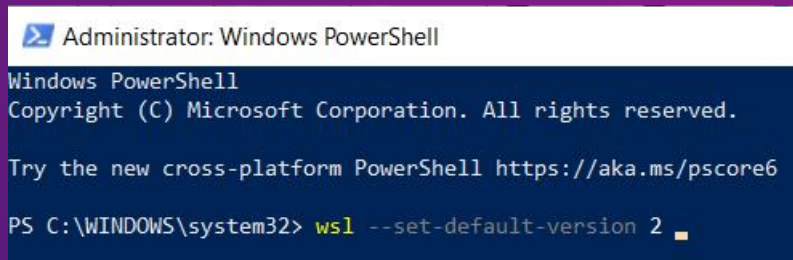 Administrator: Windows PowerShell
Windows PowerShell
Copyright (C) Microsoft Corporation. All rights reserved.
Try the new cross-platform PowerShell https://aka.ms/pscore6
PS C:\WINDOWS\system32> wsl --set-default-version 2